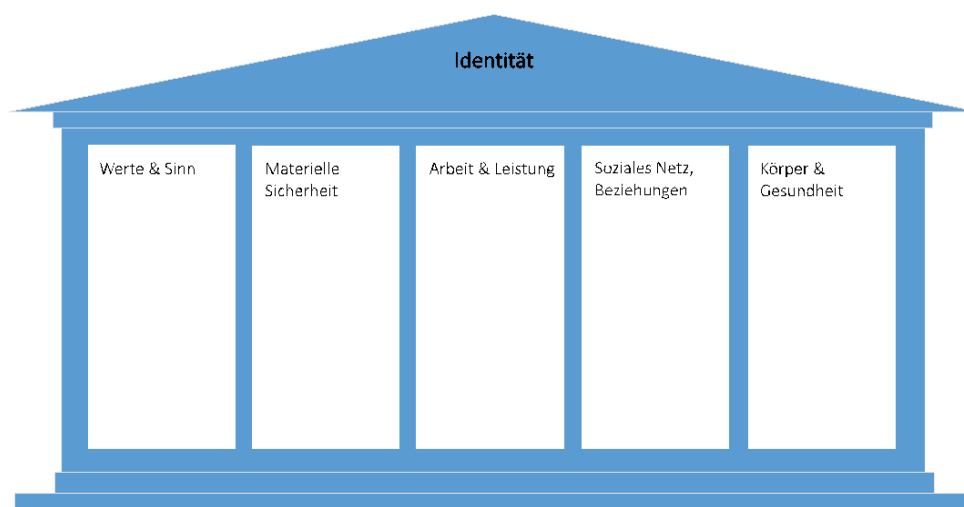 Identität
Werte & Sinn
Materielle
Sicherheit
Arbeit & Leistung
Soziales Netz,
Beziehungen
Körper &
Gesundheit